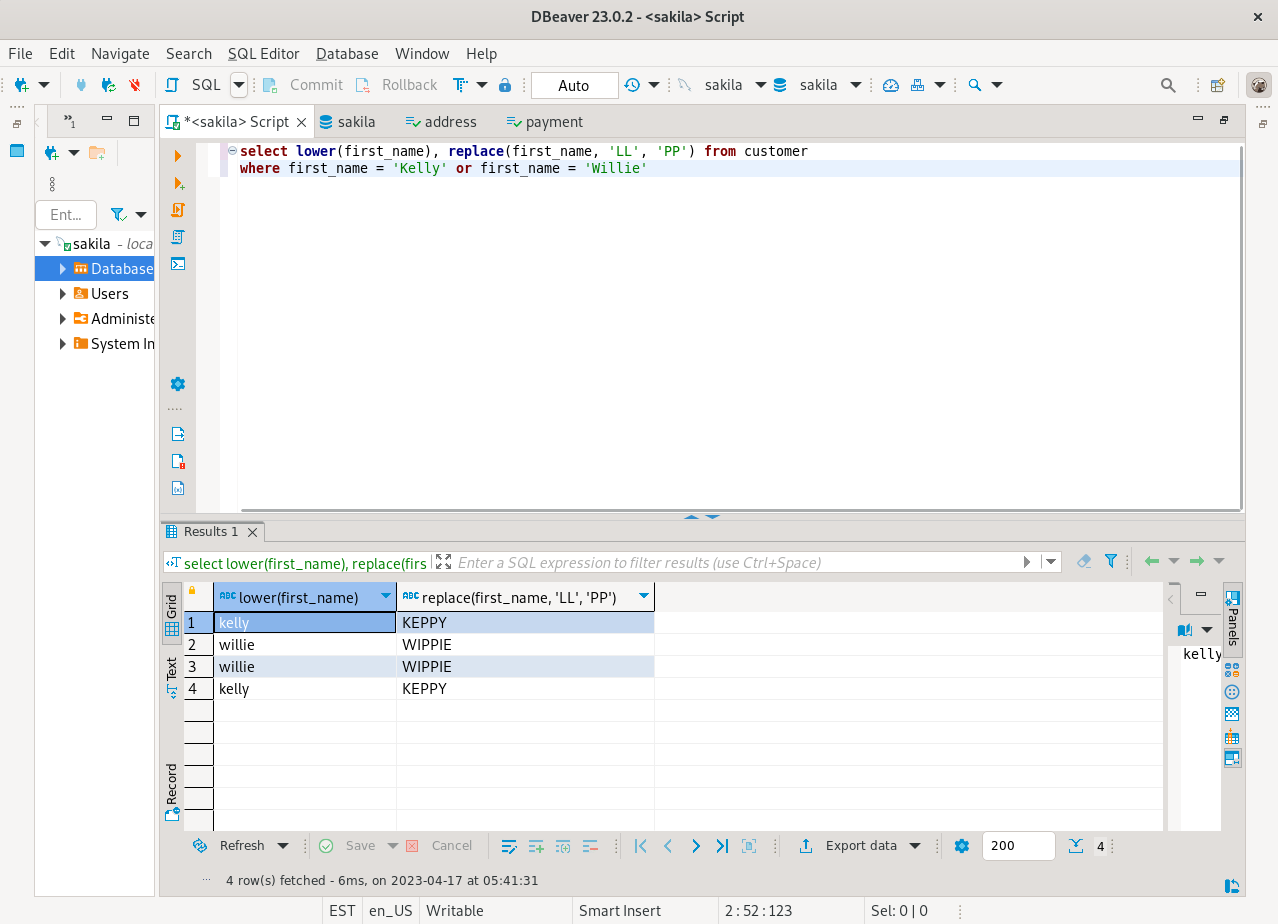 DBeaver 23.0.2 - <sakila> Script
File Edit Navigate Search SQL Editor Database Window Help
SQL Commit Rollback Auto sakila sakila
*<sakila> Script sakila address payment
select lower(first_name), replace(first_name, 'LL', 'PP') from customer
where first_name = 'Kelly' or first_name = 'Willie'
Ent...
sakila - loca
Database
Users
Administe
System In
Results 1
select lower(first_name), replace(firs Enter a SQL expression to filter results (use Ctrl+Space)
Grid
Text
Record
ABC lower(first_name) ABC replace(first_name, 'LL', 'PP')
1 kelly KEPPY
2 willie WIPPIE
3 willie WIPPIE
4 kelly KEPPY
Panels
kelly
Refresh Save Cancel Export data 200 4
4 row(s) fetched - 6ms, on 2023-04-17 at 05:41:31
EST en_US Writable Smart Insert 2 : 52 : 123 Sel: 0 | 0